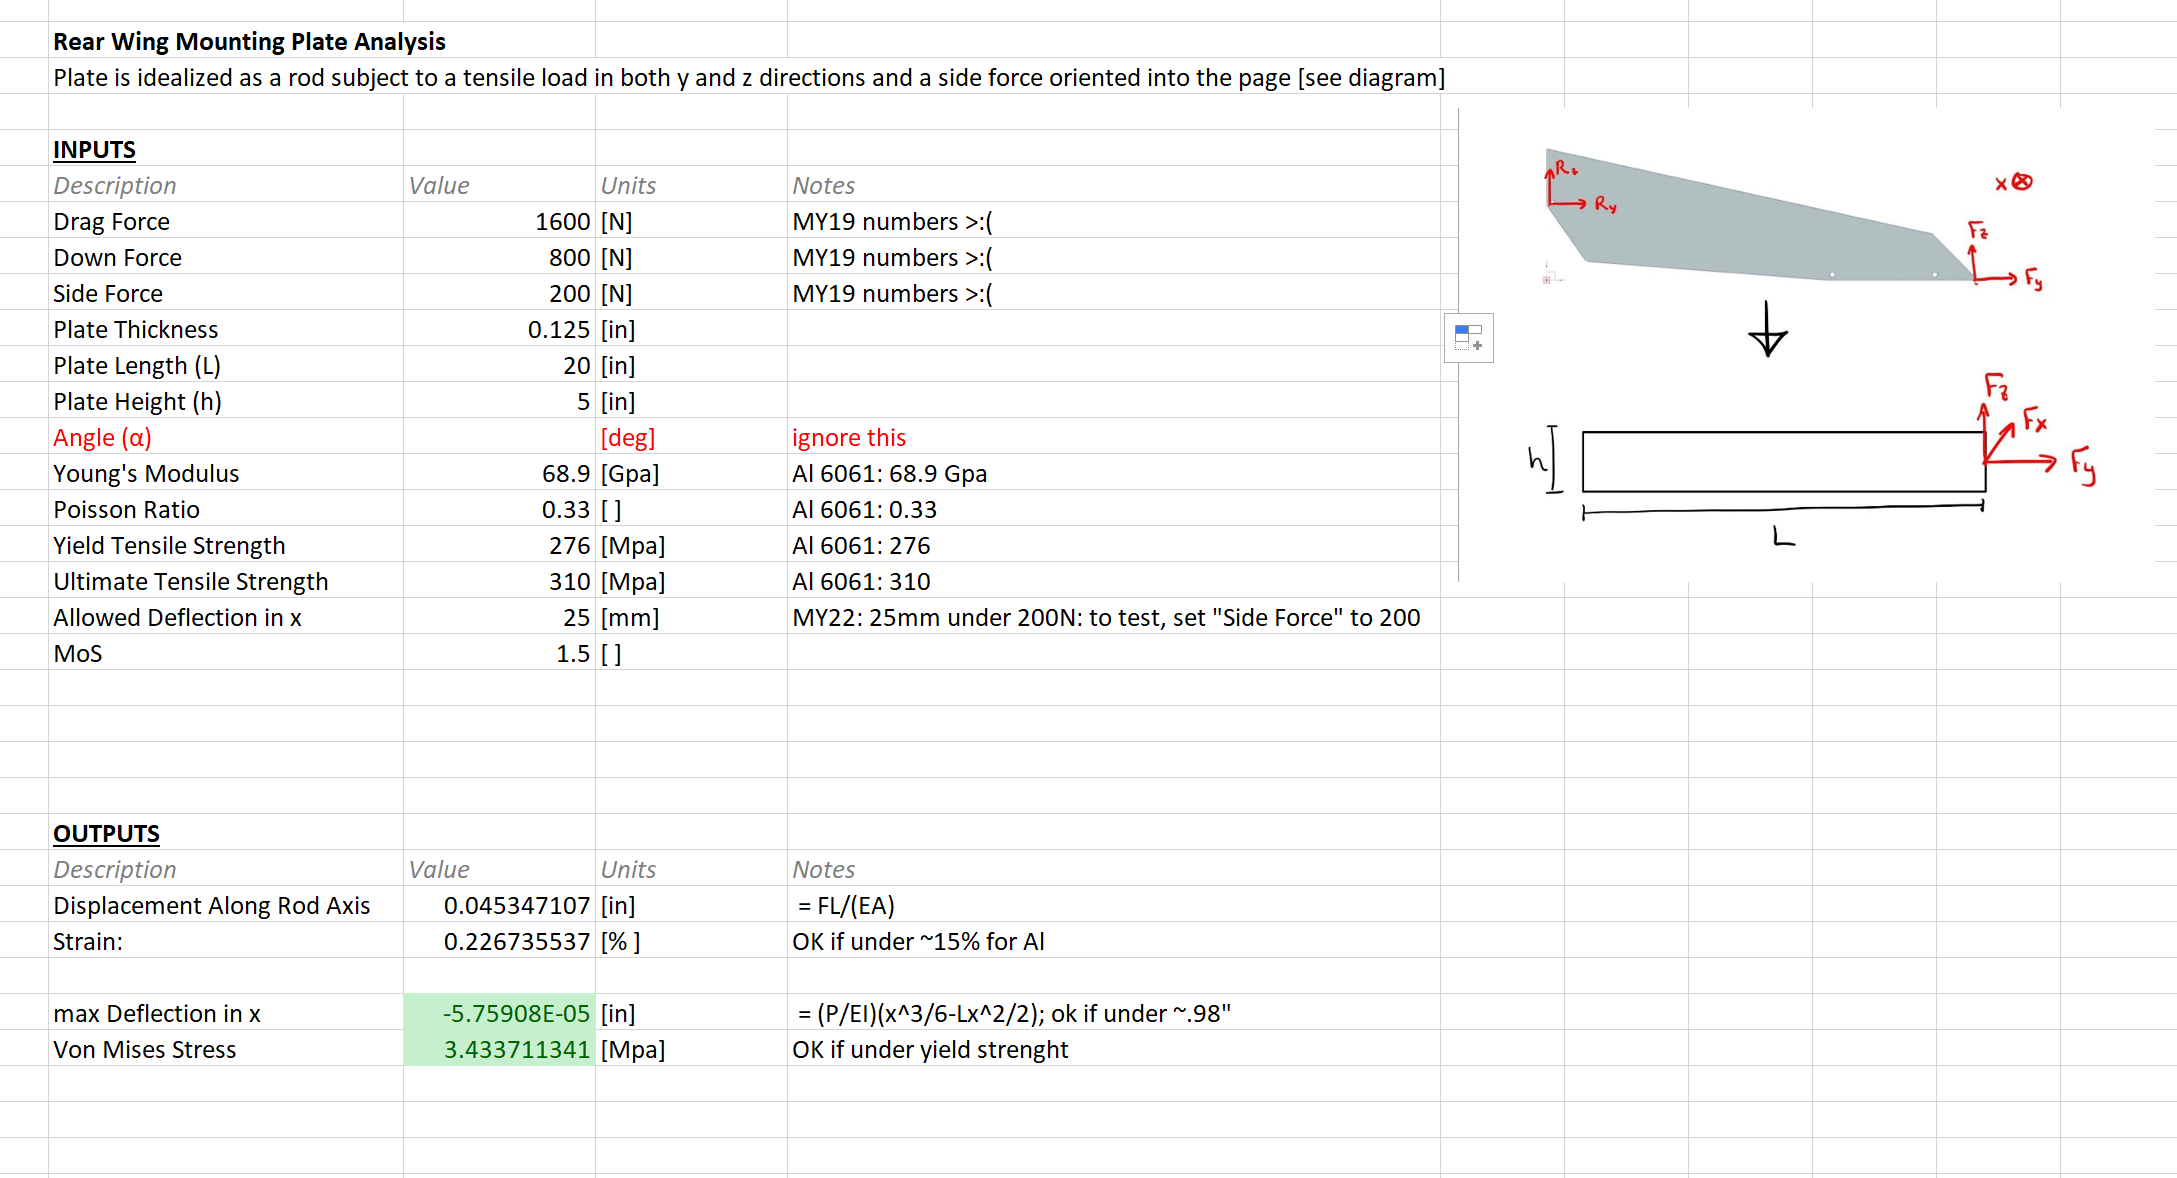 Rear Wing Mounting Plate Analysis
Plate is idealized as a rod subject to a tensile load in both y and z directions and a side force oriented into the page [see diagram]
INPUTS
Description Value Units Notes
Drag Force 1600 [N] MY19 numbers >:(
Down Force 800 [N] MY19 numbers >:(
Side Force 200 [N] MY19 numbers >:(
Plate Thickness 0.125 [in]
Plate Length (L) 20 [in]
Plate Height (h) 5 [in]
Angle (α) [deg] ignore this
Young's Modulus 68.9 [Gpa] Al 6061: 68.9 Gpa
Poisson Ratio 0.33 [ ] Al 6061: 0.33
Yield Tensile Strength 276 [Mpa] Al 6061: 276
Ultimate Tensile Strength 310 [Mpa] Al 6061: 310
Allowed Deflection in x 25 [mm] MY22: 25mm under 200N: to test, set "Side Force" to 200
MoS 1.5 [ ]
OUTPUTS
Description Value Units Notes
Displacement Along Rod Axis 0.045347107 [in] = FL/(EA)
Strain: 0.226735537 [% ] OK if under ~15% for Al
max Deflection in x -5.75908E-05 [in] = (P/EI)(x^3/6-Lx^2/2); ok if under ~.98"
Von Mises Stress 3.433711341 [Mpa] OK if under yield strenght
Rz
Ry
x
Fz
Fy
Fz
Fx
Fy
h
L